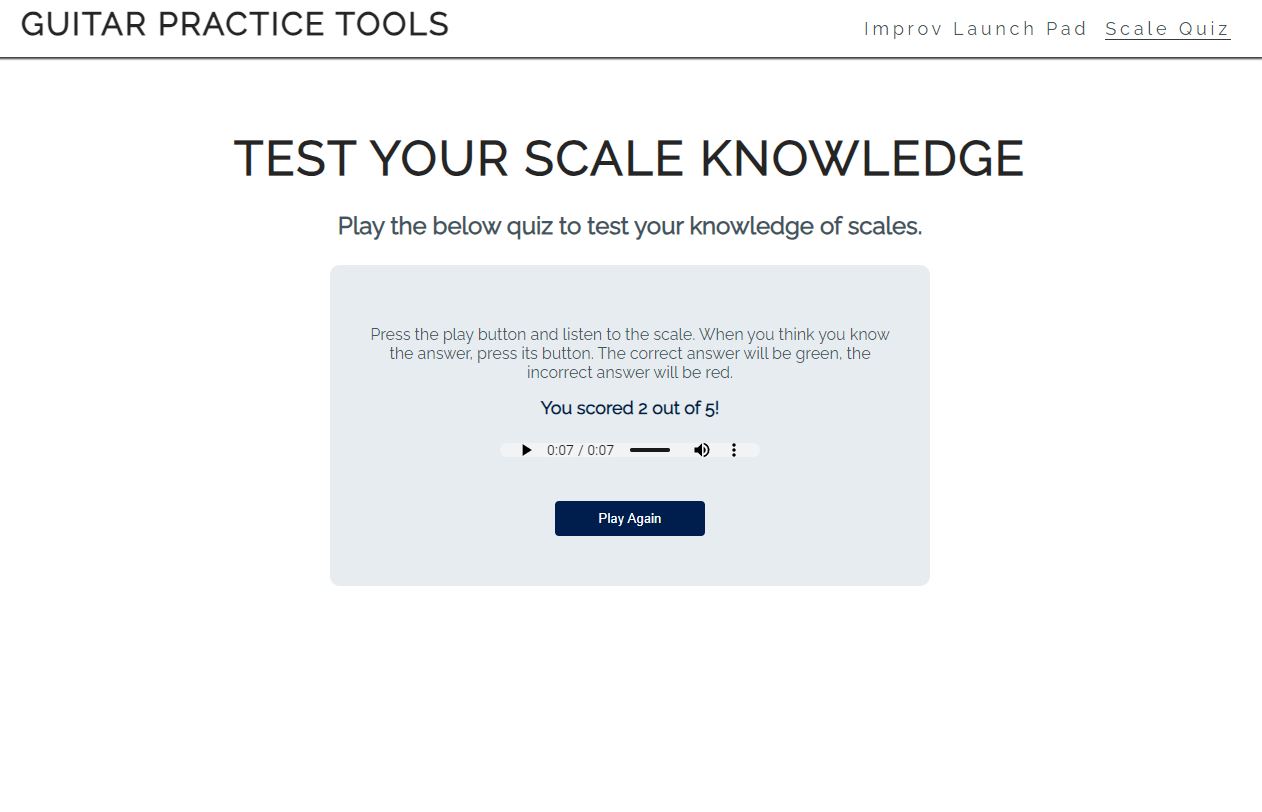 GUITAR PRACTICE TOOLS
Improv Launch Pad Scale Quiz
TEST YOUR SCALE KNOWLEDGE
Play the below quiz to test your knowledge of scales.
Press the play button and listen to the scale. When you think you know
the answer, press its button. The correct answer will be green, the
incorrect answer will be red.
You scored 2 out of 5!
0:07 / 0:07
Play Again